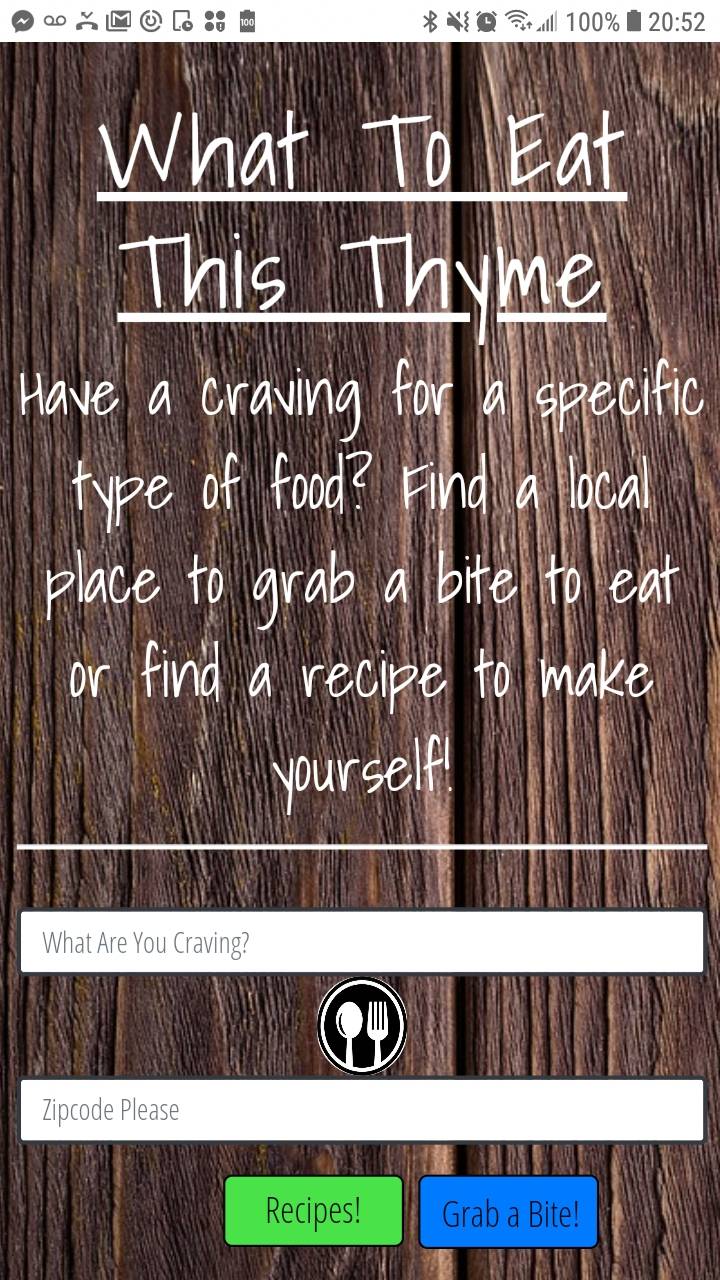 100 100% 20:52
What To Eat
This Thyme
Have a craving for a specific
type of food? Find a local
place to grab a bite to eat
or find a recipe to make
yourself!
What Are You Craving?
Zipcode Please
Recipes! Grab a Bite!